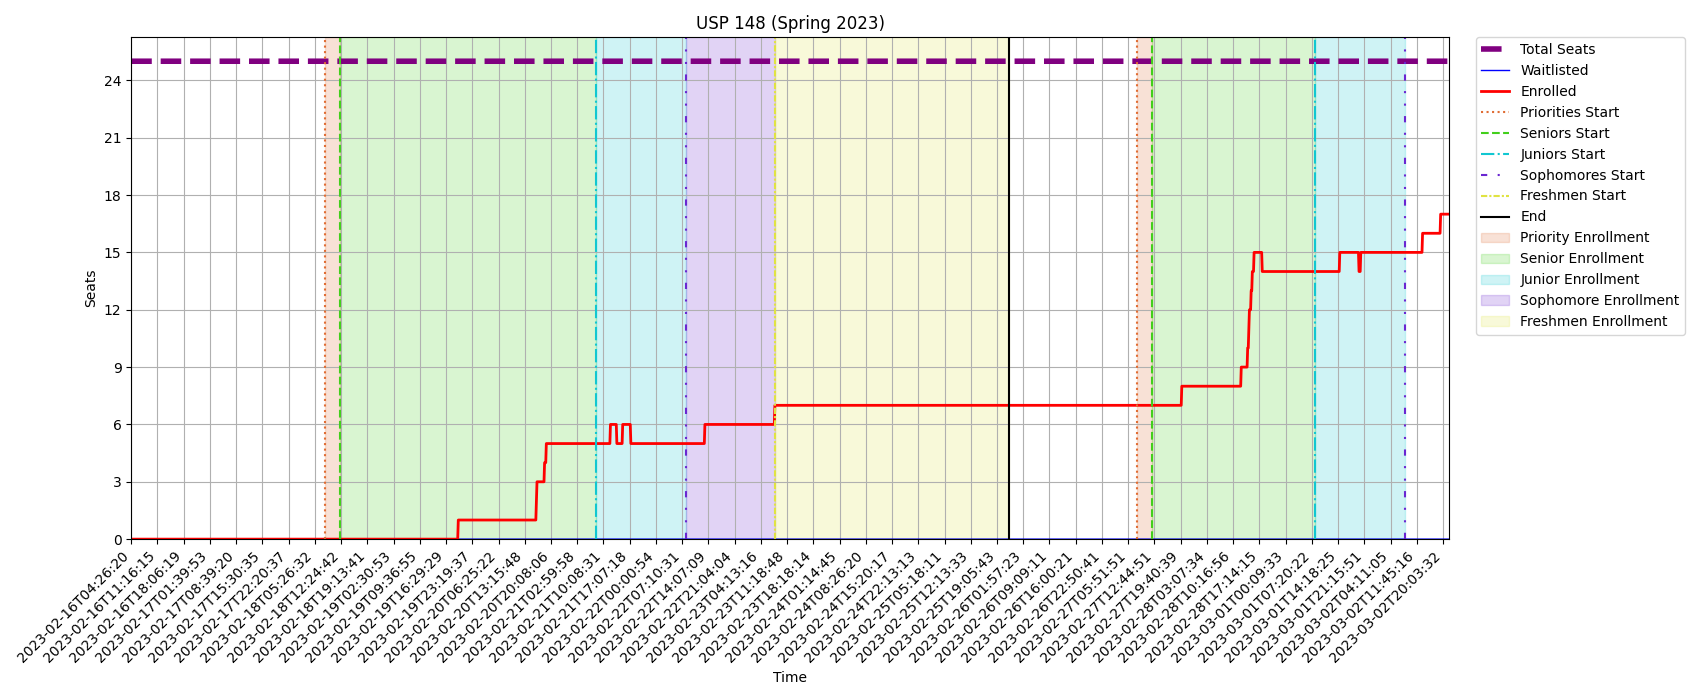 USP 148 (Spring 2023)
Seats
24
21
18
15
12
9
6
3
0
2023-02-16T04:26:20
2023-02-16T11:16:15
2023-02-16T18:06:19
2023-02-17T01:39:53
2023-02-17T08:39:20
2023-02-17T15:30:35
2023-02-17T22:20:37
2023-02-18T05:26:32
2023-02-18T12:24:42
2023-02-18T19:13:41
2023-02-19T02:30:53
2023-02-19T09:36:55
2023-02-19T16:29:29
2023-02-19T23:19:37
2023-02-20T06:25:22
2023-02-20T13:15:48
2023-02-20T20:08:06
2023-02-21T02:59:58
2023-02-21T10:08:31
2023-02-21T17:07:18
2023-02-22T00:00:54
2023-02-22T07:10:31
2023-02-22T14:07:09
2023-02-22T21:04:04
2023-02-23T04:13:16
2023-02-23T11:18:48
2023-02-23T18:18:14
2023-02-24T01:14:45
2023-02-24T08:26:20
2023-02-24T15:20:17
2023-02-24T22:13:13
2023-02-25T05:18:11
2023-02-25T12:13:33
2023-02-25T19:05:43
2023-02-26T01:57:23
2023-02-26T09:09:11
2023-02-26T16:00:21
2023-02-26T22:50:41
2023-02-27T05:51:51
2023-02-27T12:44:51
2023-02-27T19:40:39
2023-02-28T03:07:34
2023-02-28T10:16:56
2023-02-28T17:14:15
2023-03-01T00:09:33
2023-03-01T07:20:22
2023-03-01T14:18:25
2023-03-01T21:15:51
2023-03-02T04:11:05
2023-03-02T11:45:16
2023-03-02T20:03:32
Time
Total Seats
Waitlisted
Enrolled
Priorities Start
Seniors Start
Juniors Start
Sophomores Start
Freshmen Start
End
Priority Enrollment
Senior Enrollment
Junior Enrollment
Sophomore Enrollment
Freshmen Enrollment